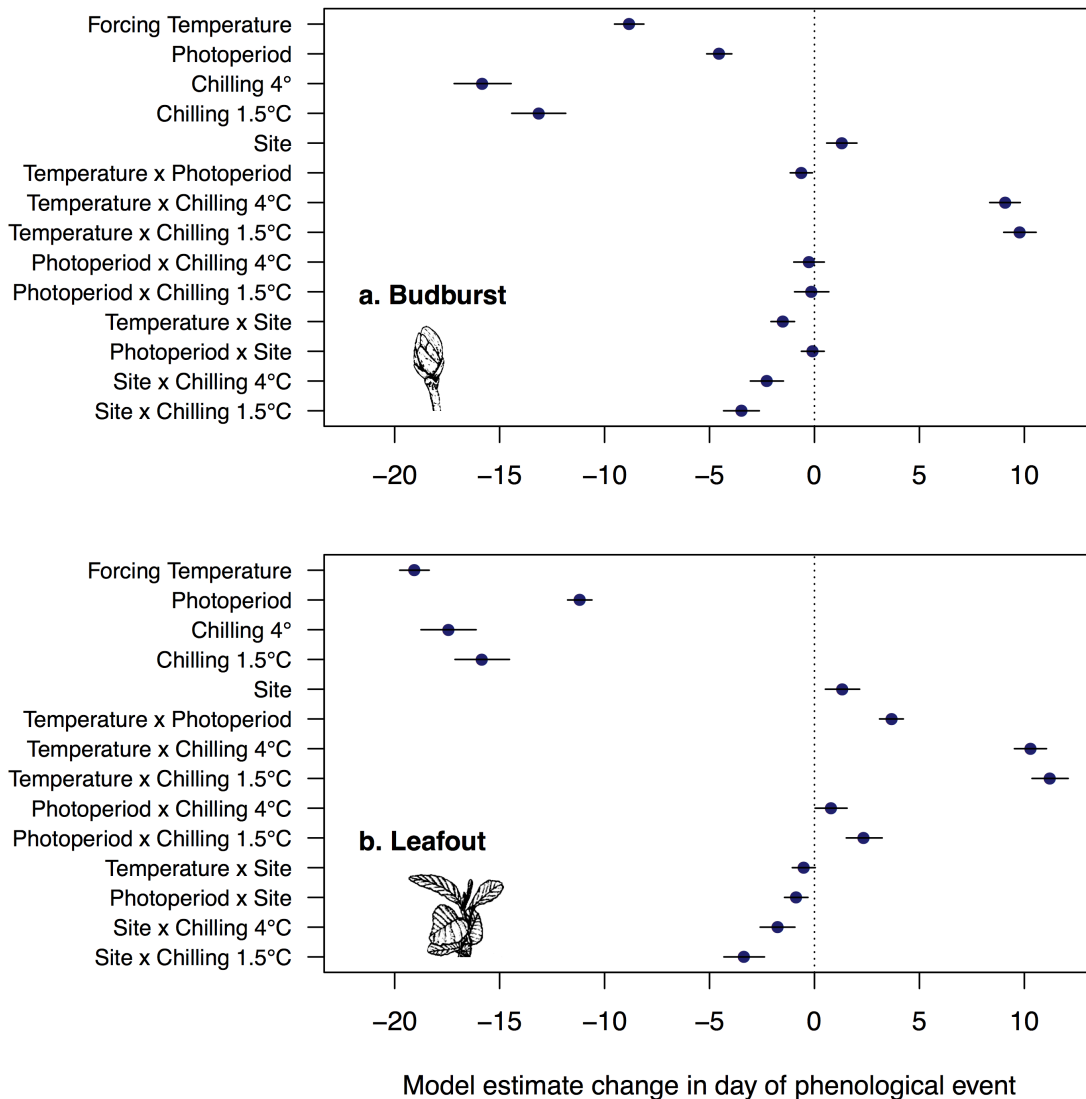 Forcing Temperature
Photoperiod
Chilling 4°
Chilling 1.5°C
Site
Temperature x Photoperiod
Temperature x Chilling 4°C
Temperature x Chilling 1.5°C
Photoperiod x Chilling 4°C
Photoperiod x Chilling 1.5°C
Temperature x Site
Photoperiod x Site
Site x Chilling 4°C
Site x Chilling 1.5°C
a. Budburst
−20 −15 −10 −5 0 5 10
Forcing Temperature
Photoperiod
Chilling 4°
Chilling 1.5°C
Site
Temperature x Photoperiod
Temperature x Chilling 4°C
Temperature x Chilling 1.5°C
Photoperiod x Chilling 4°C
Photoperiod x Chilling 1.5°C
Temperature x Site
Photoperiod x Site
Site x Chilling 4°C
Site x Chilling 1.5°C
b. Leafout
−20 −15 −10 −5 0 5 10
Model estimate change in day of phenological event